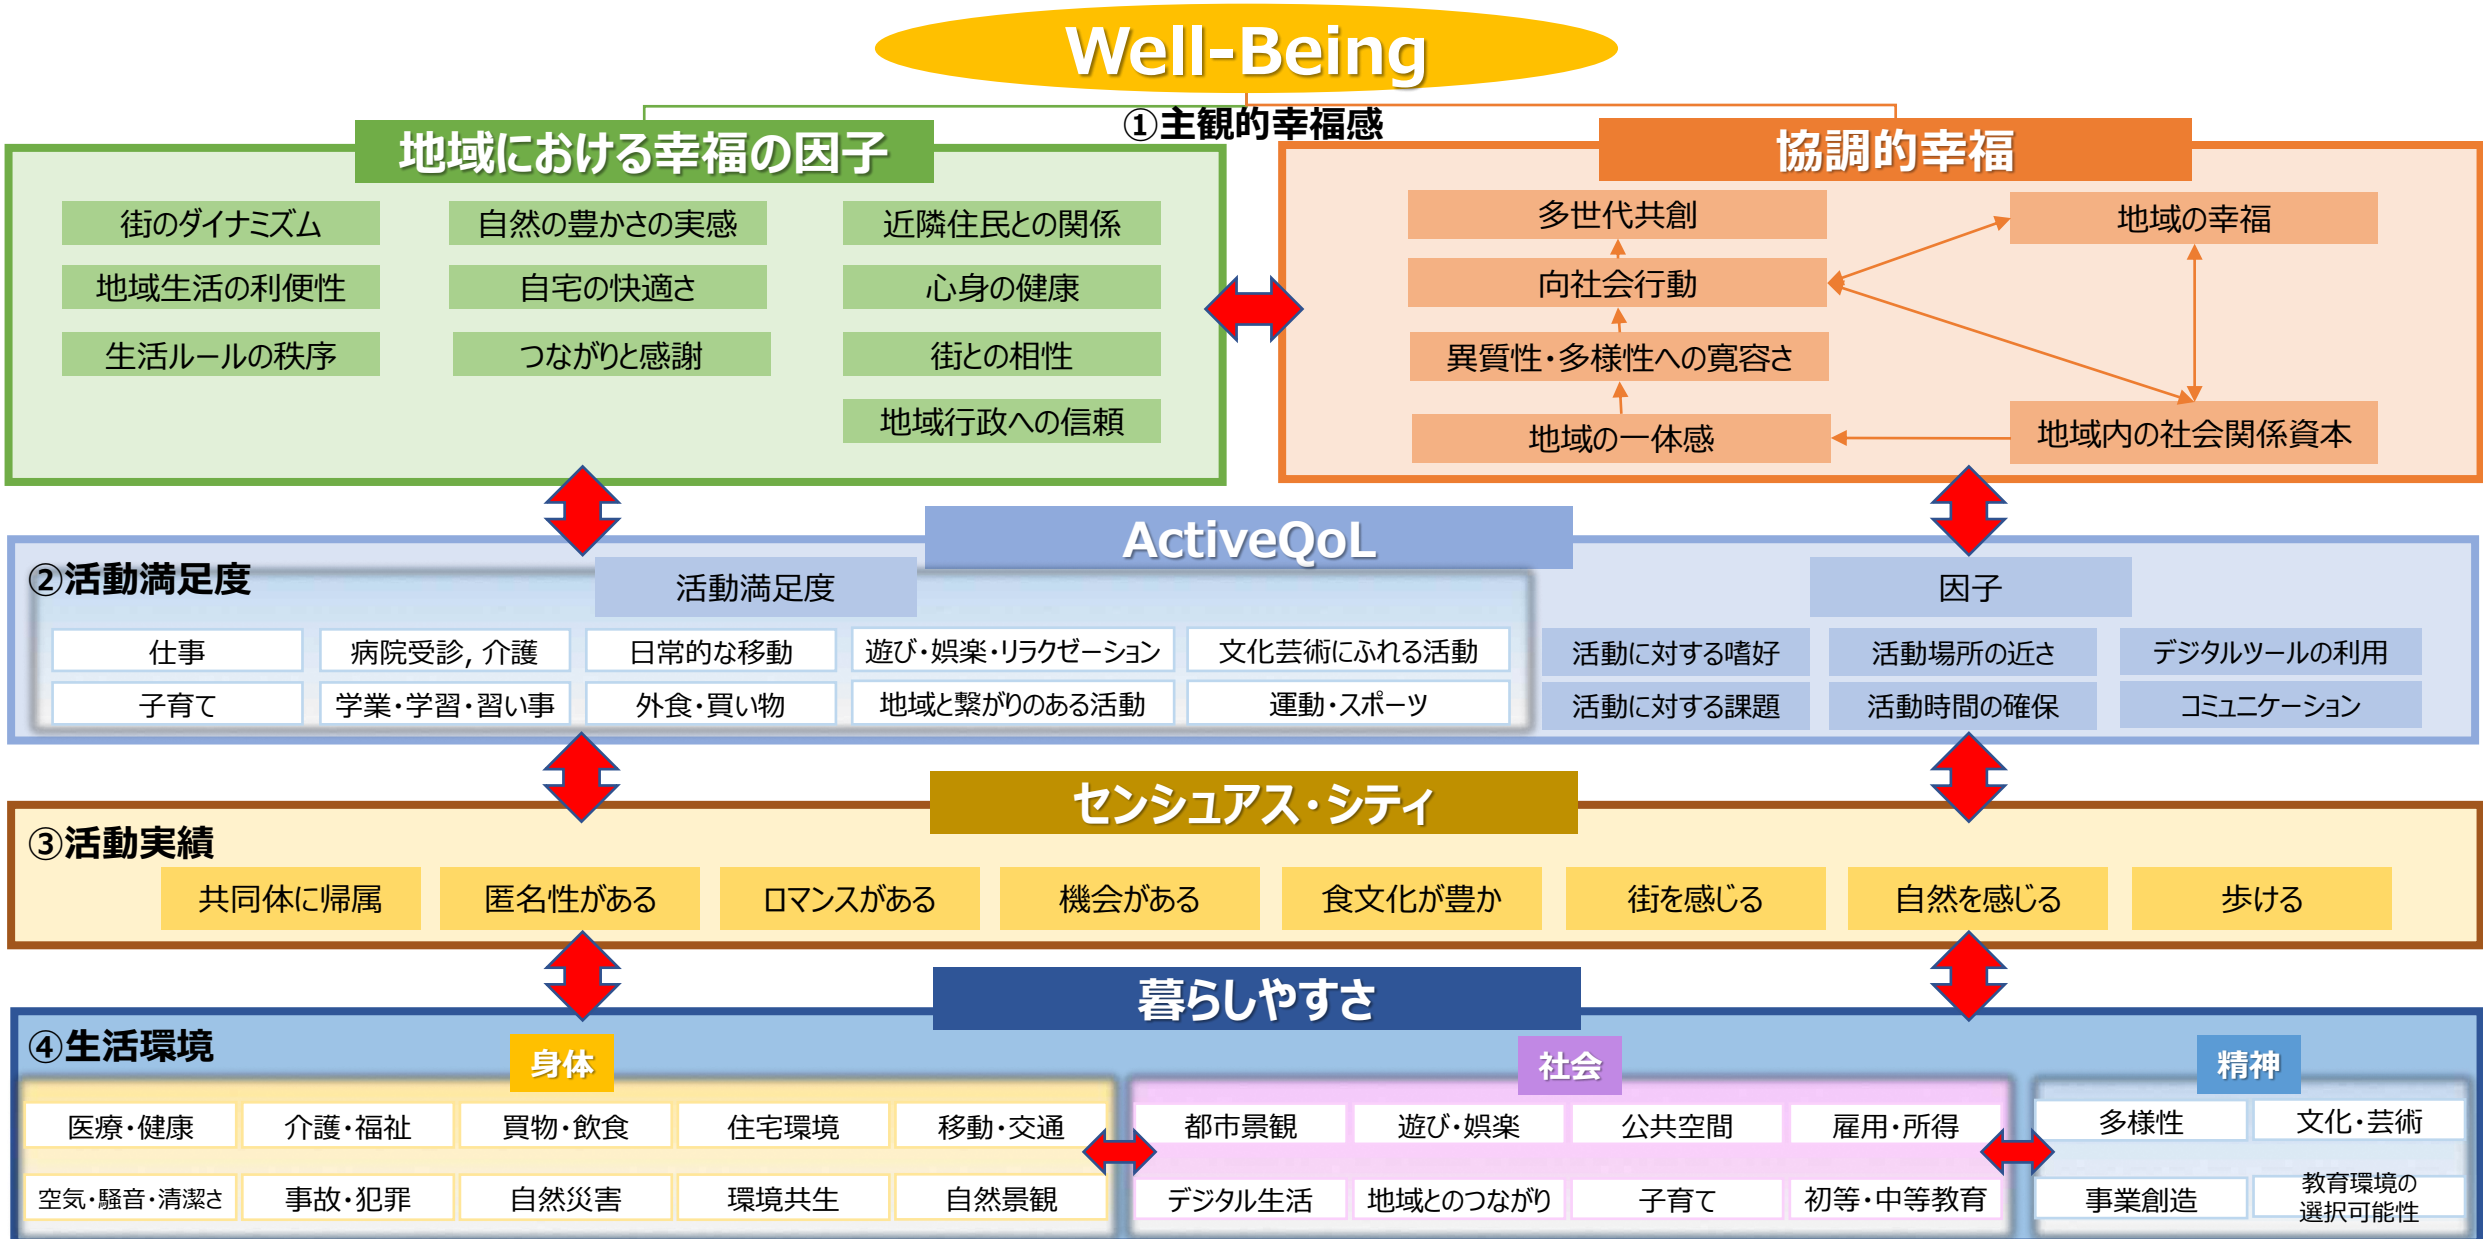 Well-Being
①主観的幸福感
地域における幸福の因子
街のダイナミズム
自然の豊かさの実感
近隣住民との関係
地域生活の利便性
自宅の快適さ
心身の健康
生活ルールの秩序
つながりと感謝
街との相性
地域行政への信頼
協調的幸福
多世代共創
地域の幸福
向社会行動
異質性・多様性への寛容さ
地域の一体感
地域内の社会関係資本
ActiveQoL
②活動満足度
活動満足度
仕事
病院受診, 介護
日常的な移動
遊び・娯楽・リラクゼーション
文化芸術にふれる活動
子育て
学業・学習・習い事
外食・買い物
地域と繋がりのある活動
運動・スポーツ
因子
活動に対する嗜好
活動場所の近さ
デジタルツールの利用
活動に対する課題
活動時間の確保
コミュニケーション
センシュアス・シティ
③活動実績
共同体に帰属
匿名性がある
ロマンスがある
機会がある
食文化が豊か
街を感じる
自然を感じる
歩ける
暮らしやすさ
④生活環境
身体
医療・健康
介護・福祉
買物・飲食
住宅環境
移動・交通
空気・騒音・清潔さ
事故・犯罪
自然災害
環境共生
自然景観
社会
都市景観
遊び・娯楽
公共空間
雇用・所得
デジタル生活
地域とのつながり
子育て
初等・中等教育
精神
多様性
文化・芸術
事業創造
教育環境の
選択可能性